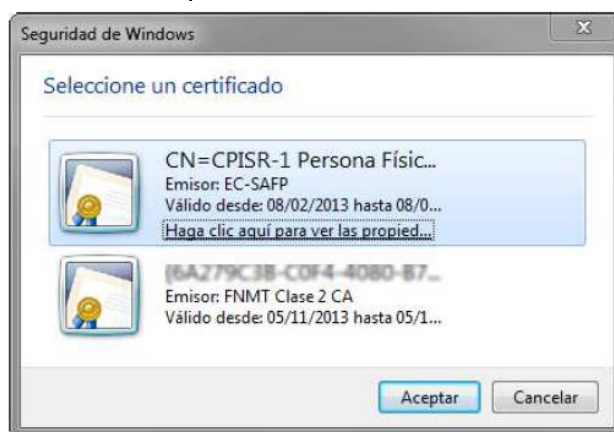 Seguridad de Windows
Seleccione un certificado
CN=CPISR-1 Persona Físic...
Emisor: EC-SAFP
Válido desde: 08/02/2013 hasta 08/0...
Haga clic aquí para ver las propied...
Emisor: FNMT Clase 2 CA
Válido desde: 05/11/2013 hasta 05/1...
Aceptar
Cancelar